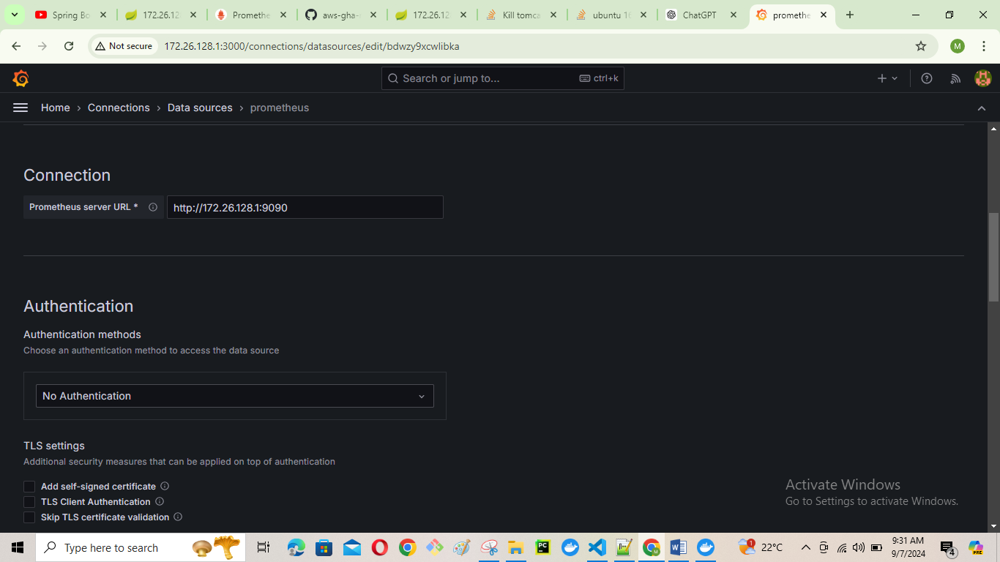 Spring Bo
172.26.12
Promethe
aws-gha-
172.26.12
Kill tomca
ubuntu 16
ChatGPT
promethe
Not secure
172.26.128.1:3000/connections/datasources/edit/bdwzy9xcwlibka
M
Search or jump to...
ctrl+k
Home › Connections › Data sources › prometheus
Connection
Prometheus server URL *
http://172.26.128.1:9090
Authentication
Authentication methods
Choose an authentication method to access the data source
No Authentication
TLS settings
Additional security measures that can be applied on top of authentication
Add self-signed certificate
TLS Client Authentication
Skip TLS certificate validation
Activate Windows
Go to Settings to activate Windows.
Type here to search
PC
W
1
22°C
9:31 AM
9/7/2024
4
PRE